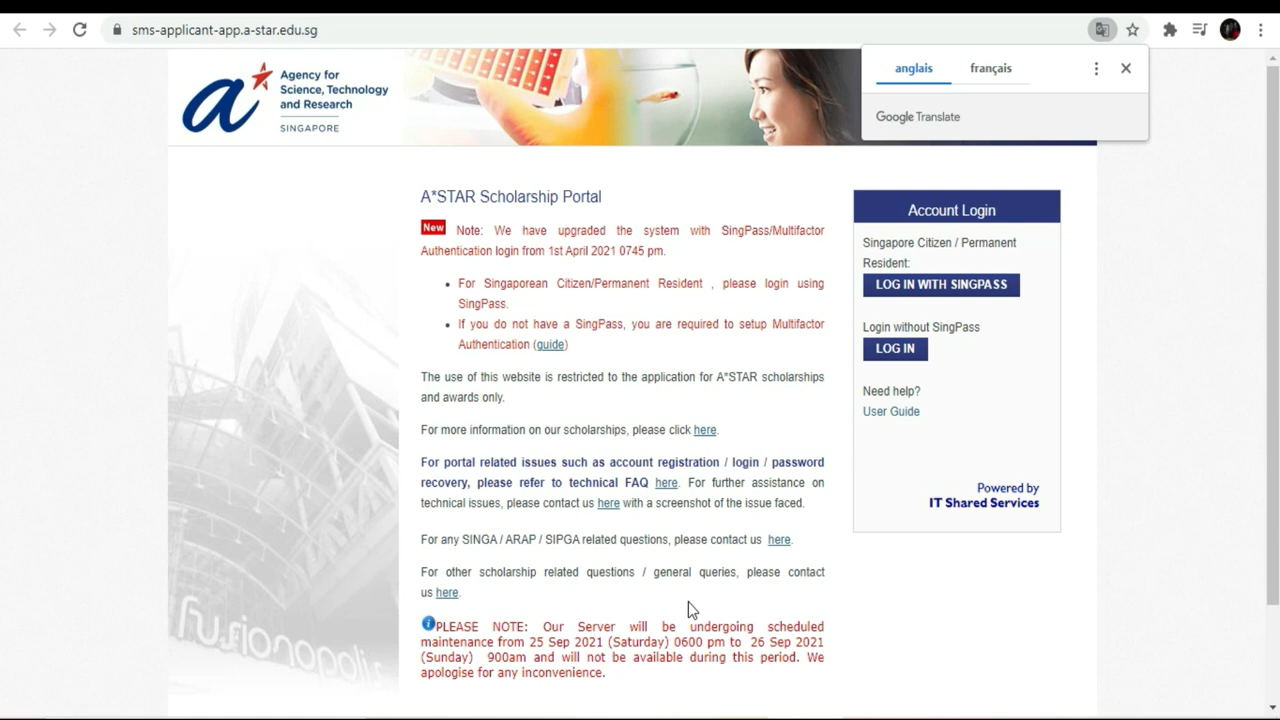 sms-applicant-app.a-star.edu.sg
anglais
français
Google Translate
Agency for
Science, Technology
and Research
SINGAPORE
A*STAR Scholarship Portal
New Note: We have upgraded the system with SingPass/Multifactor
Authentication login from 1st April 2021 0745 pm.
• For Singaporean Citizen/Permanent Resident , please login using
SingPass.
• If you do not have a SingPass, you are required to setup Multifactor
Authentication (guide)
The use of this website is restricted to the application for A*STAR scholarships
and awards only.
For more information on our scholarships, please click here.
For portal related issues such as account registration / login / password
recovery, please refer to technical FAQ here. For further assistance on
technical issues, please contact us here with a screenshot of the issue faced.
For any SINGA / ARAP / SIPGA related questions, please contact us here.
For other scholarship related questions / general queries, please contact
us here.
PLEASE NOTE: Our Server will be undergoing scheduled
maintenance from 25 Sep 2021 (Saturday) 0600 pm to 26 Sep 2021
(Sunday) 900am and will not be available during this period. We
apologise for any inconvenience.
Account Login
Singapore Citizen / Permanent
Resident:
LOG IN WITH SINGPASS
Login without SingPass
LOG IN
Need help?
User Guide
Powered by
IT Shared Services